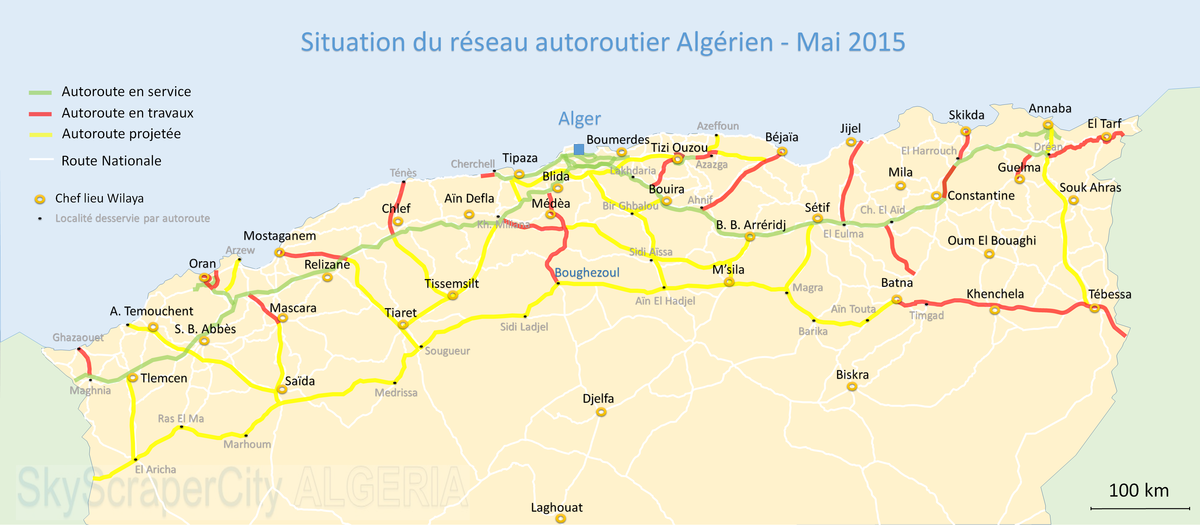 Situation du réseau autoroutier Algérien - Mai 2015
Autoroute en service
Autoroute en travaux
Autoroute projetée
Route Nationale
Chef lieu Wilaya
Localité desservie par autoroute
Alger
Boumerdes
Azeffoun
Tizi Ouzou
Azazga
Béjaïa
Jijel
Skikda
Annaba
El Tarf
Dréan
El Harrouch
Guelma
Souk Ahras
Mila
Constantine
Cherchell
Tipaza
Blida
Lakhdaria
Bouira
Ahnif
Ténès
Chlef
Aïn Defla
Médèa
Kh. Miliana
Bir Ghbalou
B. B. Arréridj
Sétif
El Eulma
Ch. El Aïd
Oum El Bouaghi
Mostaganem
Arzew
Oran
Relizane
Sidi Aïssa
Boughezoul
M'sila
Aïn El Hadjel
Magra
Batna
Khenchela
Tébessa
Tissemsilt
A. Temouchent
Mascara
S. B. Abbès
Tiaret
Sidi Ladjel
Barika
Aïn Touta
Timgad
Ghazaouet
Sougueur
Maghnia
Tlemcen
Saïda
Medrissa
Biskra
Djelfa
Ras El Ma
Marhoum
El Aricha
SkyScraperCity ALGERIA
Laghouat
100 km